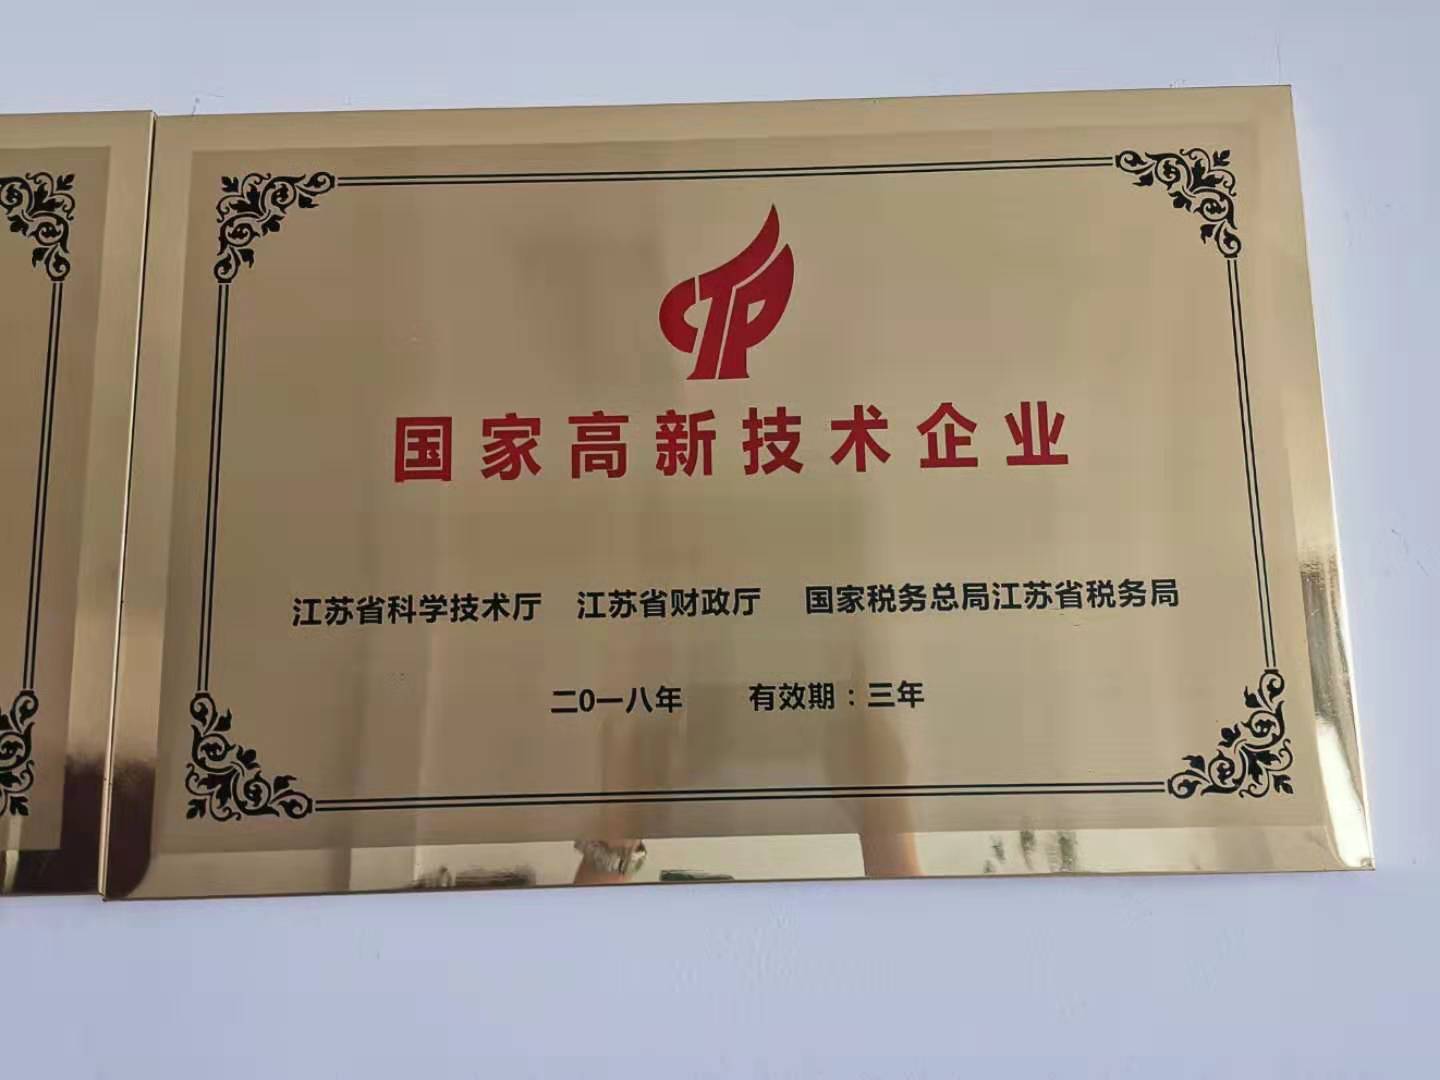 CTP
国家高新技术企业
江苏省科学技术厅 江苏省财政厅 国家税务总局江苏省税务局
二0一八年 有效期：三年